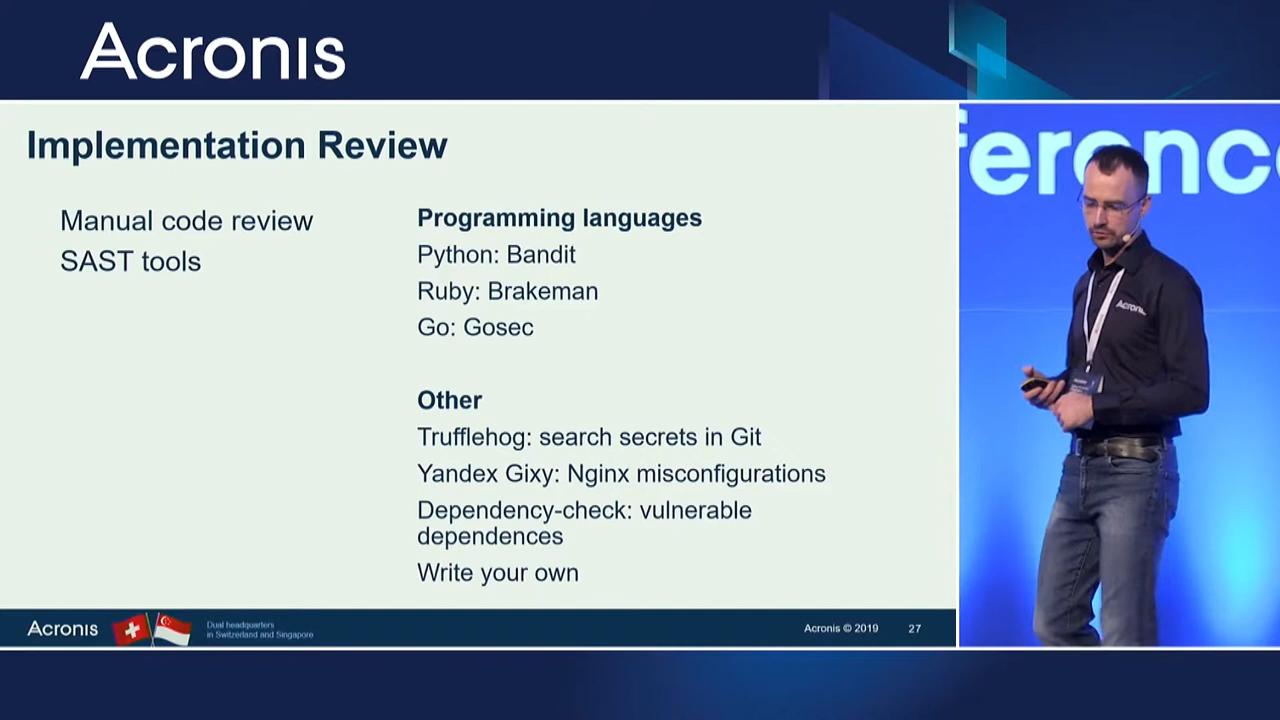 Acronis
Implementation Review
Manual code review
SAST tools
Programming languages
Python: Bandit
Ruby: Brakeman
Go: Gosec
Other
Trufflehog: search secrets in Git
Yandex Gixy: Nginx misconfigurations
Dependency-check: vulnerable
dependences
Write your own
Acronis
Dual headquarters
in Switzerland and Singapore
Acronis © 2019
27
ferenc
Acronis